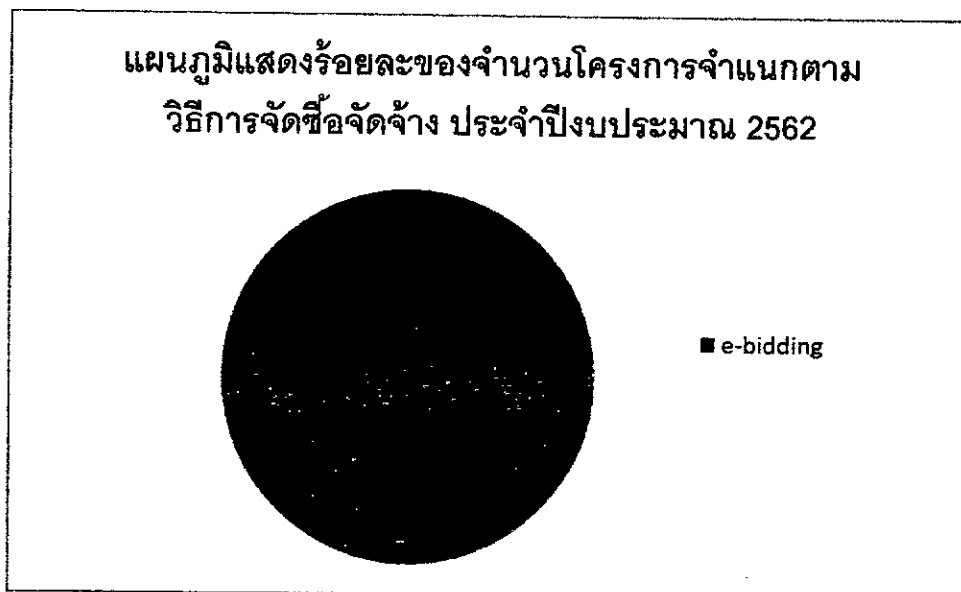 แผนภูมิแสดงร้อยละของจำนวนโครงการจำแนกตาม
วิธีการจัดซื้อจัดจ้าง ประจำปีงบประมาณ 2562
e-bidding